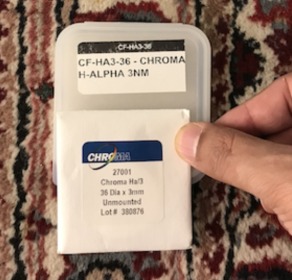 CF-HA3-36
CF-HA3-36 - CHROMA
H-ALPHA 3NM
CHROMA
27001
Chroma Ha/3
36 Dia x 3mm
Unmounted
Lot # 380876